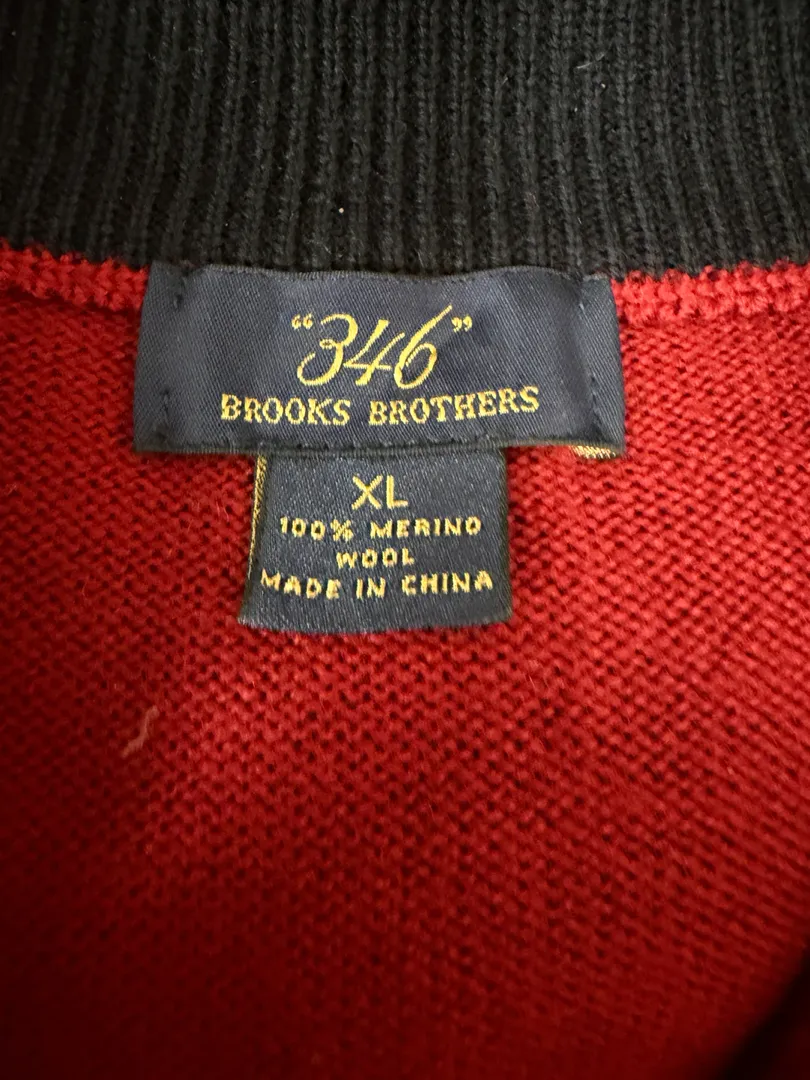 “346”
BROOKS BROTHERS
XL
100% MERINO
WOOL
MADE IN CHINA